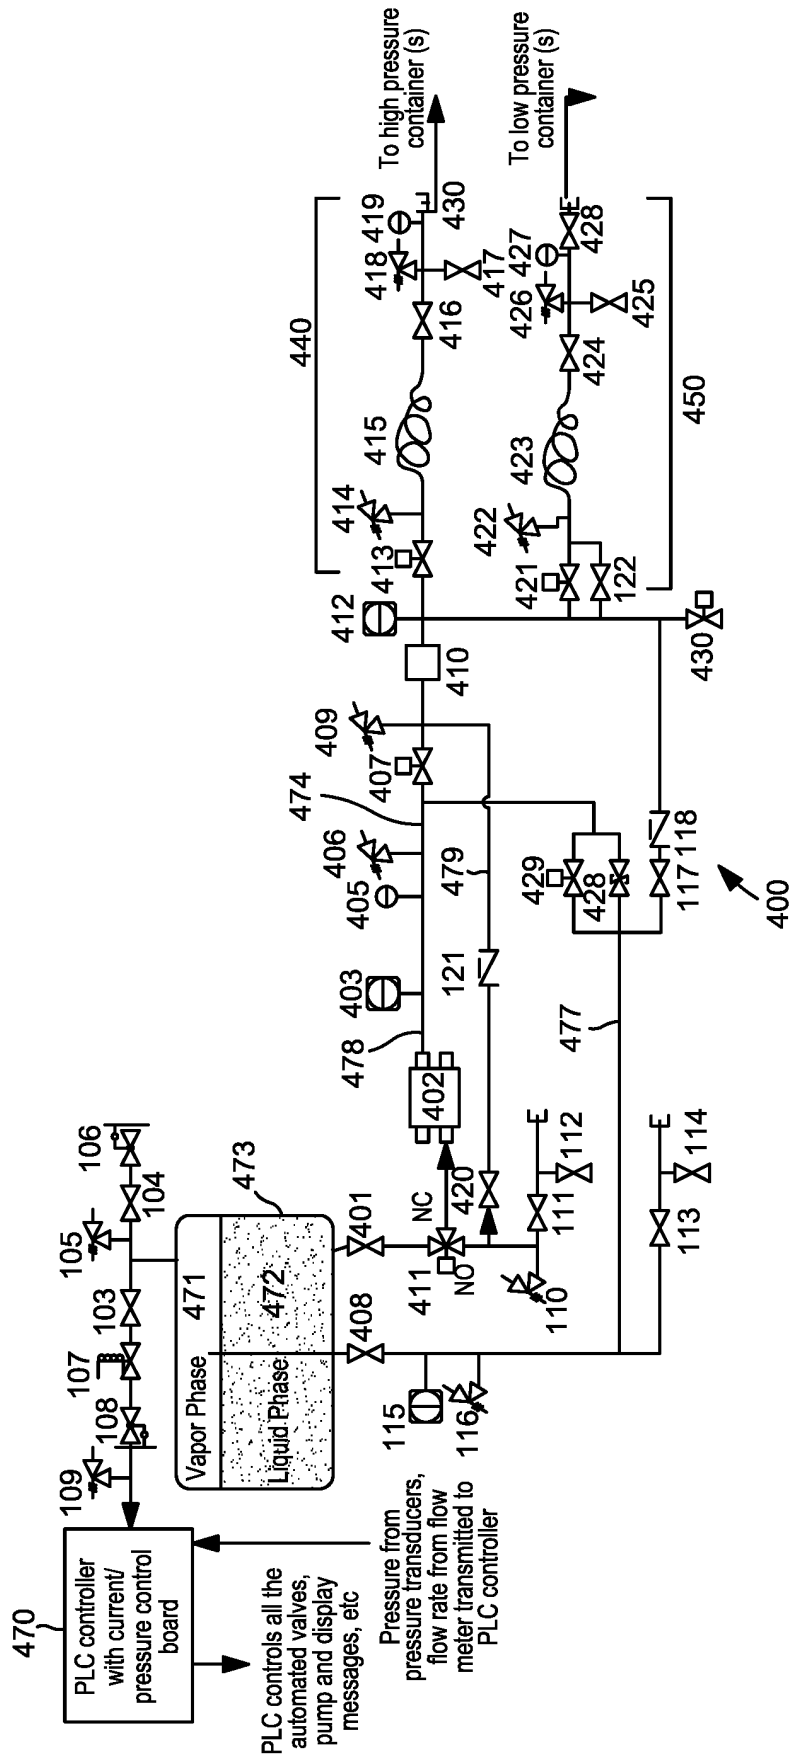 470
PLC controller
with current/
pressure control
board
PLC controls all the
automated valves,
pump and display
messages, etc
Pressure from
pressure transducers,
flow rate from flow
meter transmitted to
PLC controller
109
108
107
103
105
104
106
Vapor Phase
471
Liquid Phase
472
473
115
116
408
401
411
NO
NC
420
110
111
112
113
114
402
478
403
405
406
474
407
409
410
412
121
479
477
429
428
117
118
430
400
440
413
414
415
416
418
417
419
430
To high pressure
container (s)
421
122
422
423
424
426
425
427
428
450
To low pressure
container (s)